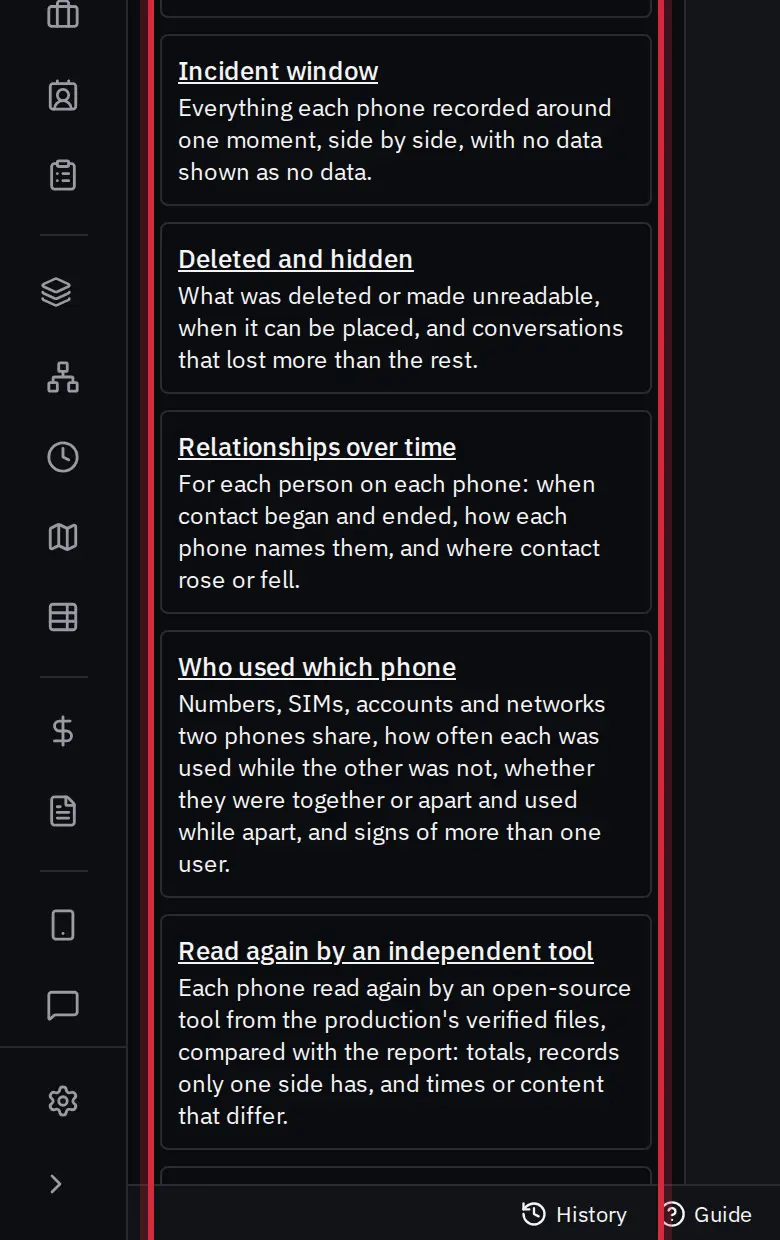 Incident window
Everything each phone recorded around
one moment, side by side, with no data
shown as no data.
Deleted and hidden
What was deleted or made unreadable,
when it can be placed, and conversations
that lost more than the rest.
Relationships over time
For each person on each phone: when
contact began and ended, how each
phone names them, and where contact
rose or fell.
Who used which phone
Numbers, SIMs, accounts and networks
two phones share, how often each was
used while the other was not, whether
they were together or apart and used
while apart, and signs of more than one
user.
Read again by an independent tool
Each phone read again by an open-source
tool from the production's verified files,
compared with the report: totals, records
only one side has, and times or content
that differ.
History
Guide